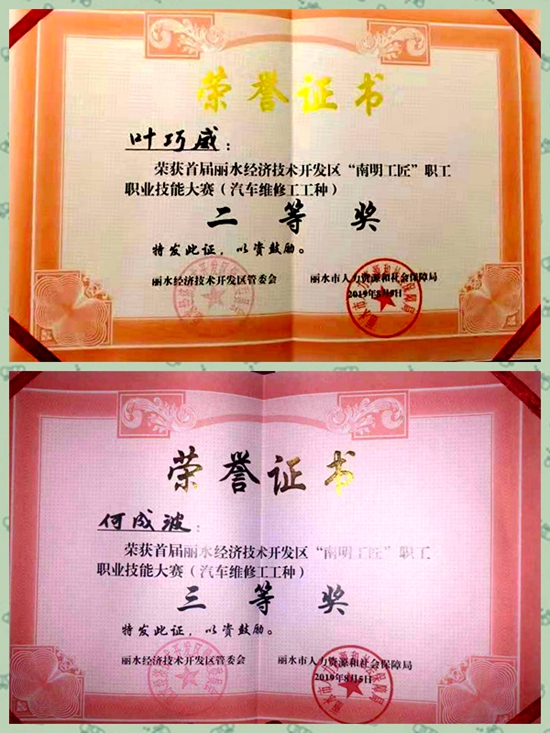 荣誉证书
叶巧威：
荣获首届丽水经济技术开发区“南明工匠”职工
职业技能大赛（汽车维修工工种）
二等奖
特发此证，以资鼓励。
丽水经济技术开发区管委会 丽水市人力资源和社会保障局
荣誉证书
何成波：
荣获首届丽水经济技术开发区“南明工匠”职工
职业技能大赛（汽车维修工工种）
三等奖
特发此证，以资鼓励。
丽水经济技术开发区管委会 丽水市人力资源和社会保障局
2019年8月5日